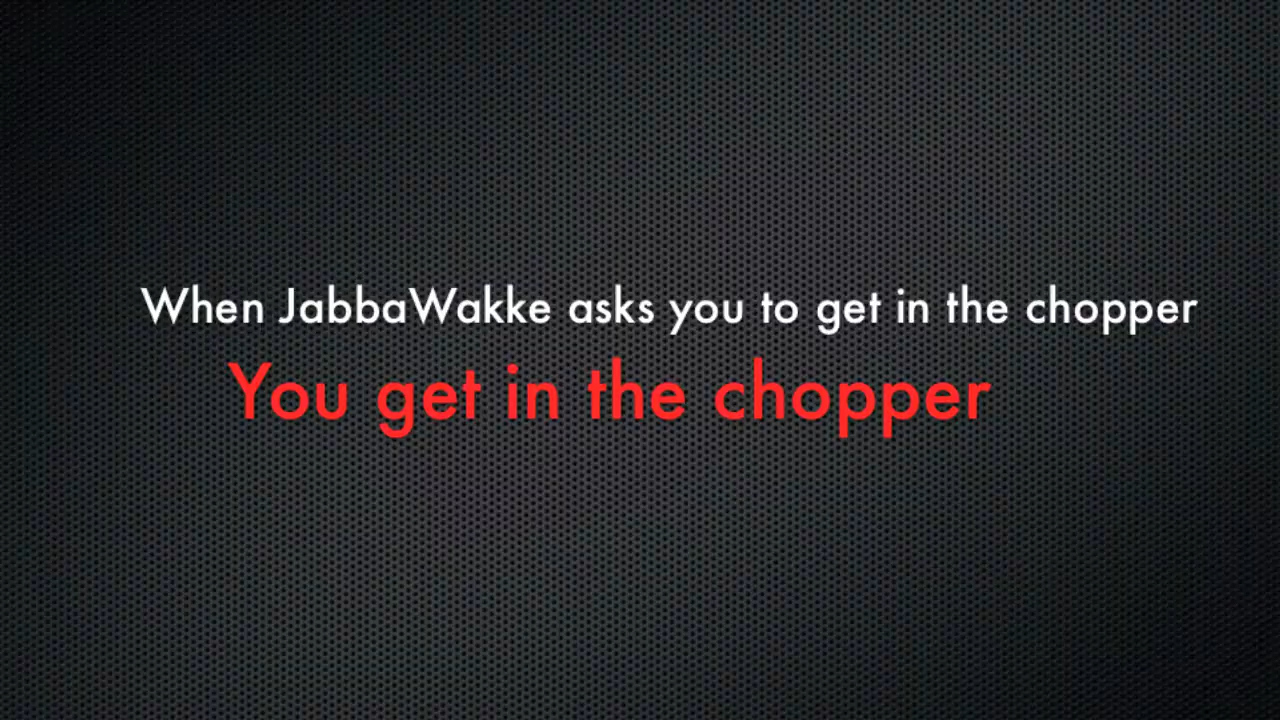 When JabbaWakke asks you to get in the chopper
You get in the chopper